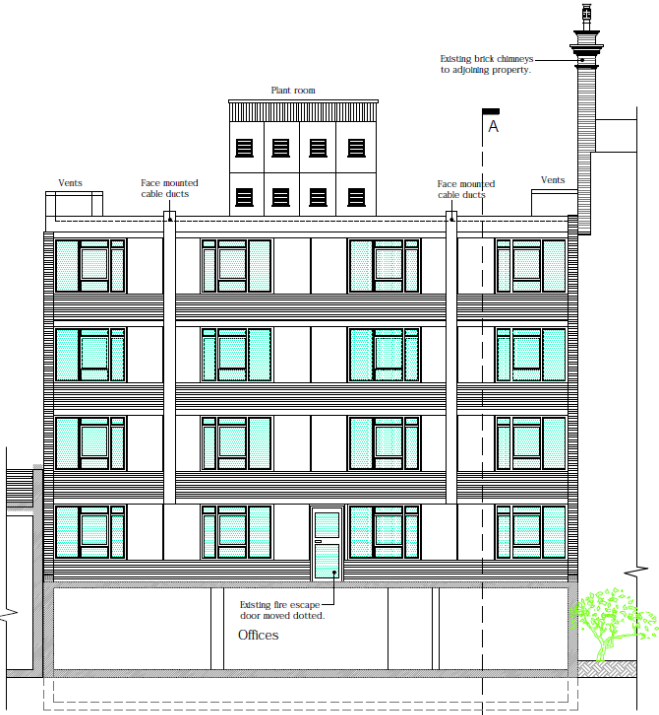 Existing brick chimneys
to adjoining property.
Plant room
A
Vents
Face mounted
cable ducts
Face mounted
cable ducts
Vents
Existing fire escape
door moved dotted.
Offices